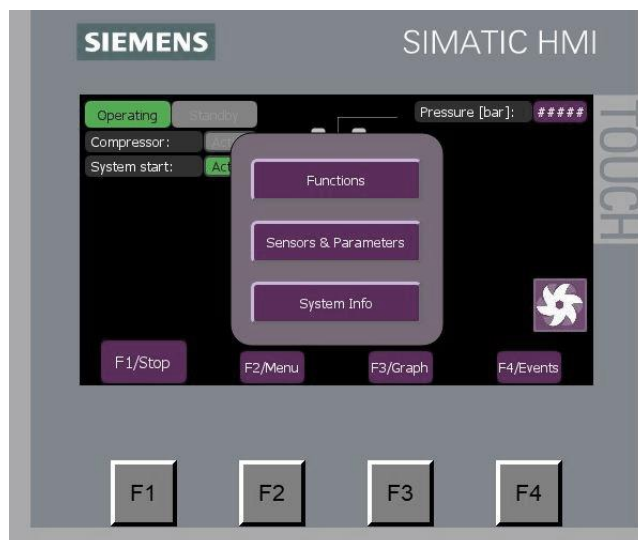 SIEMENS
SIMATIC HMI
TOUCH
Operating Standby
Pressure [bar]: #####
Compressor:
System start: Act
Functions
Sensors & Parameters
System Info
F1/Stop F2/Menu F3/Graph F4/Events
F1 F2 F3 F4